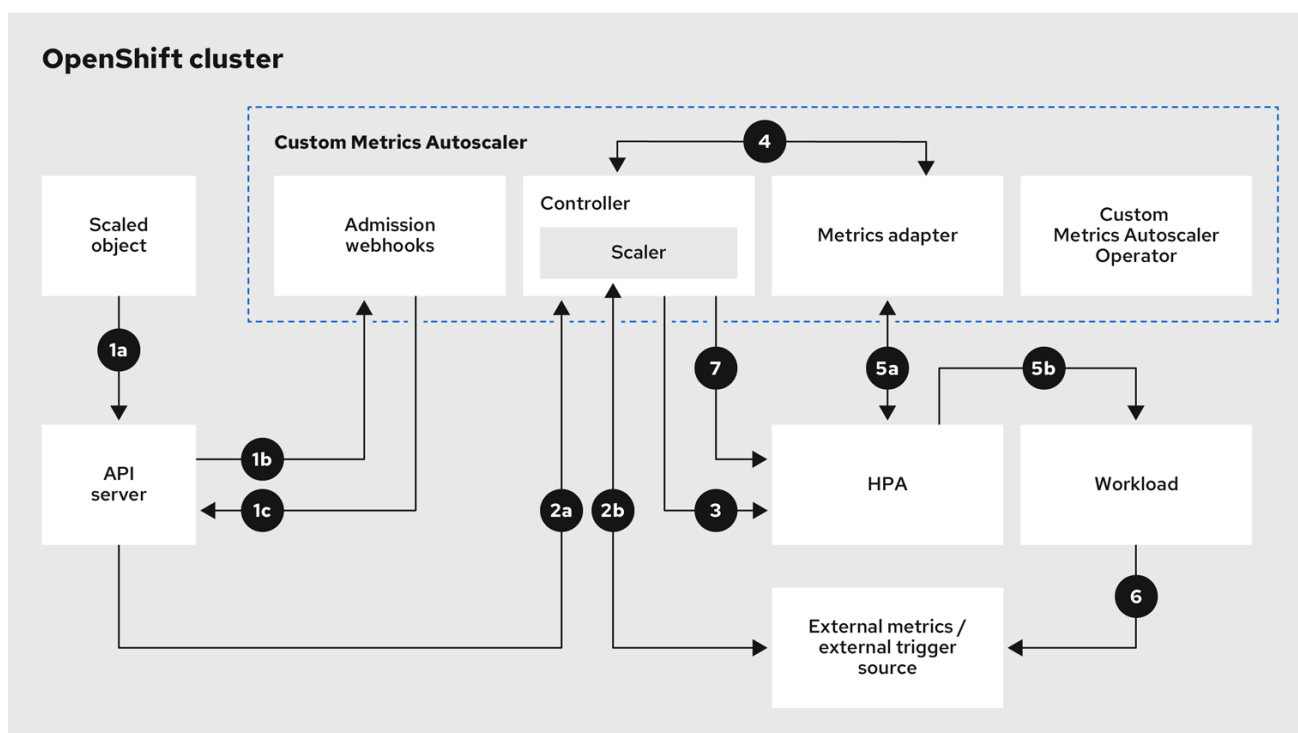 OpenShift cluster
Custom Metrics Autoscaler
4
Scaled
object
Admission
webhooks
Controller
Scaler
Metrics adapter
Custom
Metrics Autoscaler
Operator
1a
7
5a
5b
1b
API
server
HPA
Workload
1c
2a
2b
3
6
External metrics /
external trigger
source